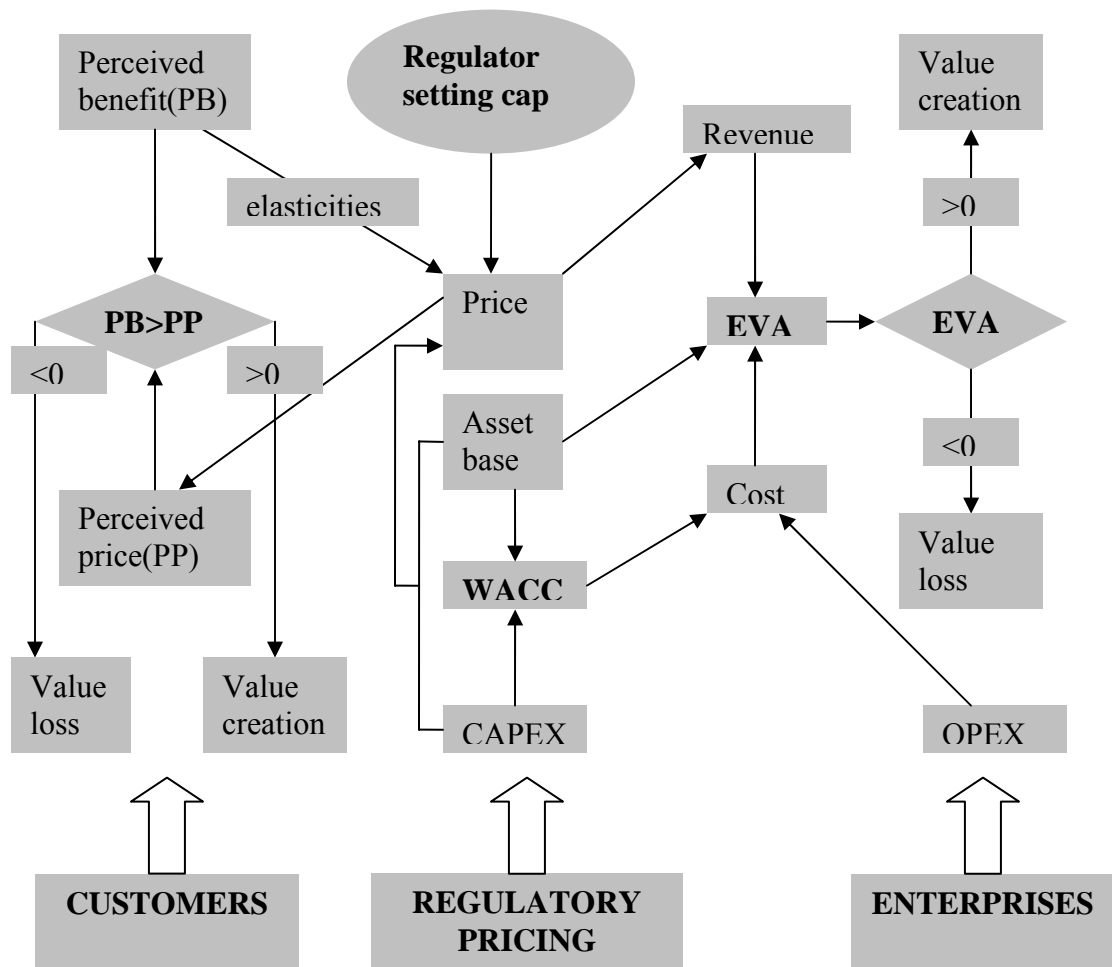 Perceived
benefit(PB)
Regulator
setting cap
Value
creation
Revenue
elasticities
>0
Price
PB>PP
EVA
EVA
<0
>0
Asset
base
<0
Cost
Perceived
price(PP)
Value
loss
WACC
Value
loss
Value
creation
CAPEX
OPEX
CUSTOMERS
REGULATORY
PRICING
ENTERPRISES